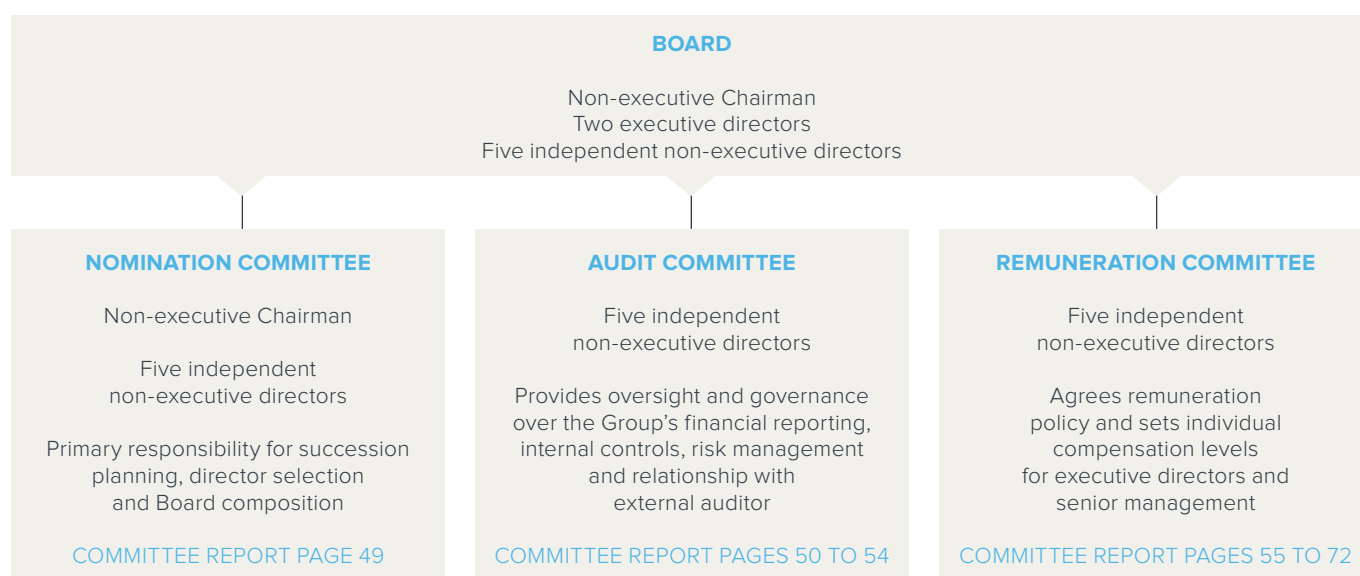 BOARD
Non-executive Chairman
Two executive directors
Five independent non-executive directors
NOMINATION COMMITTEE
Non-executive Chairman
Five independent
non-executive directors
Primary responsibility for succession
planning, director selection
and Board composition
COMMITTEE REPORT PAGE 49
AUDIT COMMITTEE
Five independent
non-executive directors
Provides oversight and governance
over the Group’s financial reporting,
internal controls, risk management
and relationship with
external auditor
COMMITTEE REPORT PAGES 50 TO 54
REMUNERATION COMMITTEE
Five independent
non-executive directors
Agrees remuneration
policy and sets individual
compensation levels
for executive directors and
senior management
COMMITTEE REPORT PAGES 55 TO 72